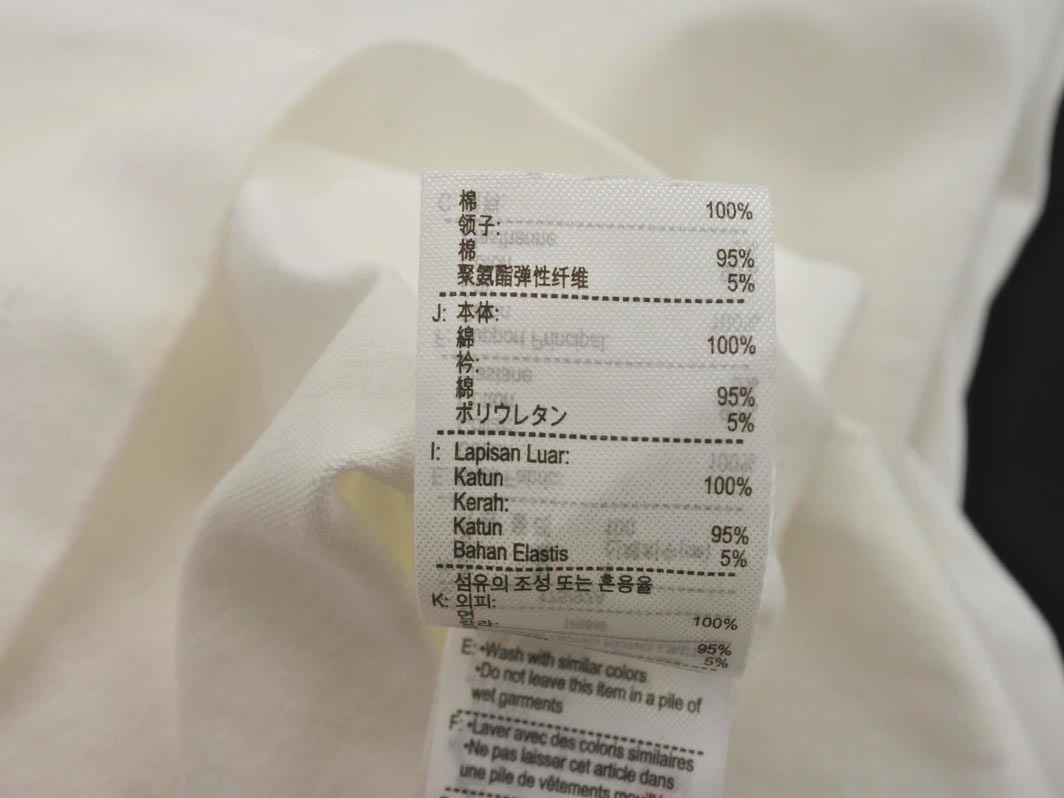 棉 100%
领子:
棉 95%
聚氨酯弹性纤维 5%
J: 本体:
綿 100%
衿:
綿 95%
ポリウレタン 5%
I: Lapisan Luar:
Katun 100%
Kerah:
Katun 95%
Bahan Elastis 5%
섬유의 조성 또는 혼용율
K: 외피:
면 100%
95%
5%
E: •Wash with similar colors
•Do not leave this item in a pile of
wet garments
F: •Laver avec des coloris similaires
•Ne pas laisser cet article dans
une pile de vêtements